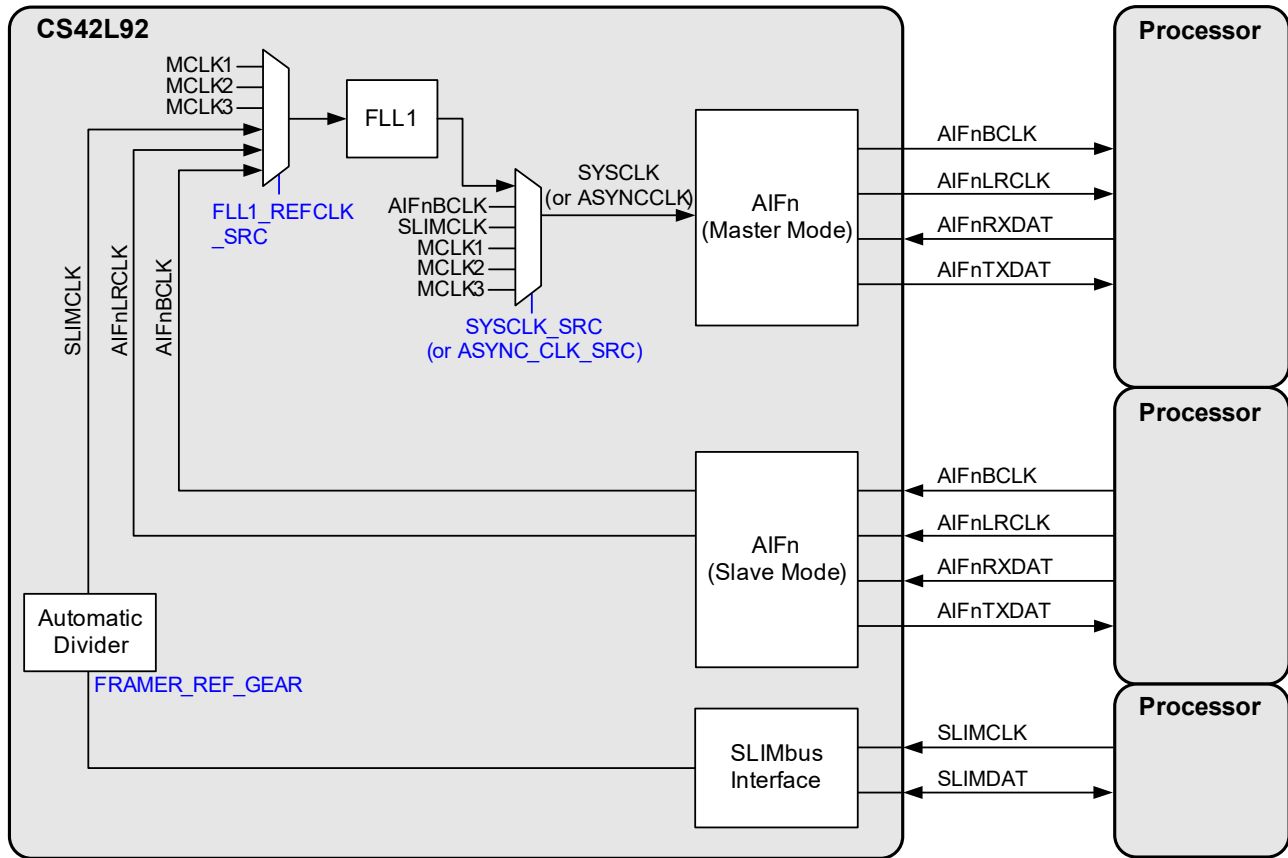 CS42L92
Processor
MCLK1
MCLK2
MCLK3
FLL1
FLL1_REFCLK
_SRC
AIFnBCLK
SLIMCLK
MCLK1
MCLK2
MCLK3
SYSCLK
(or ASYNCCLK)
SYSCLK_SRC
(or ASYNC_CLK_SRC)
AIFn
(Master Mode)
AIFnBCLK
AIFnLRCLK
AIFnRXDAT
AIFnTXDAT
SLIMCLK
AIFnLRCLK
AIFnBCLK
Processor
AIFn
(Slave Mode)
AIFnBCLK
AIFnLRCLK
AIFnRXDAT
AIFnTXDAT
Automatic
Divider
FRAMER_REF_GEAR
Processor
SLIMbus
Interface
SLIMCLK
SLIMDAT